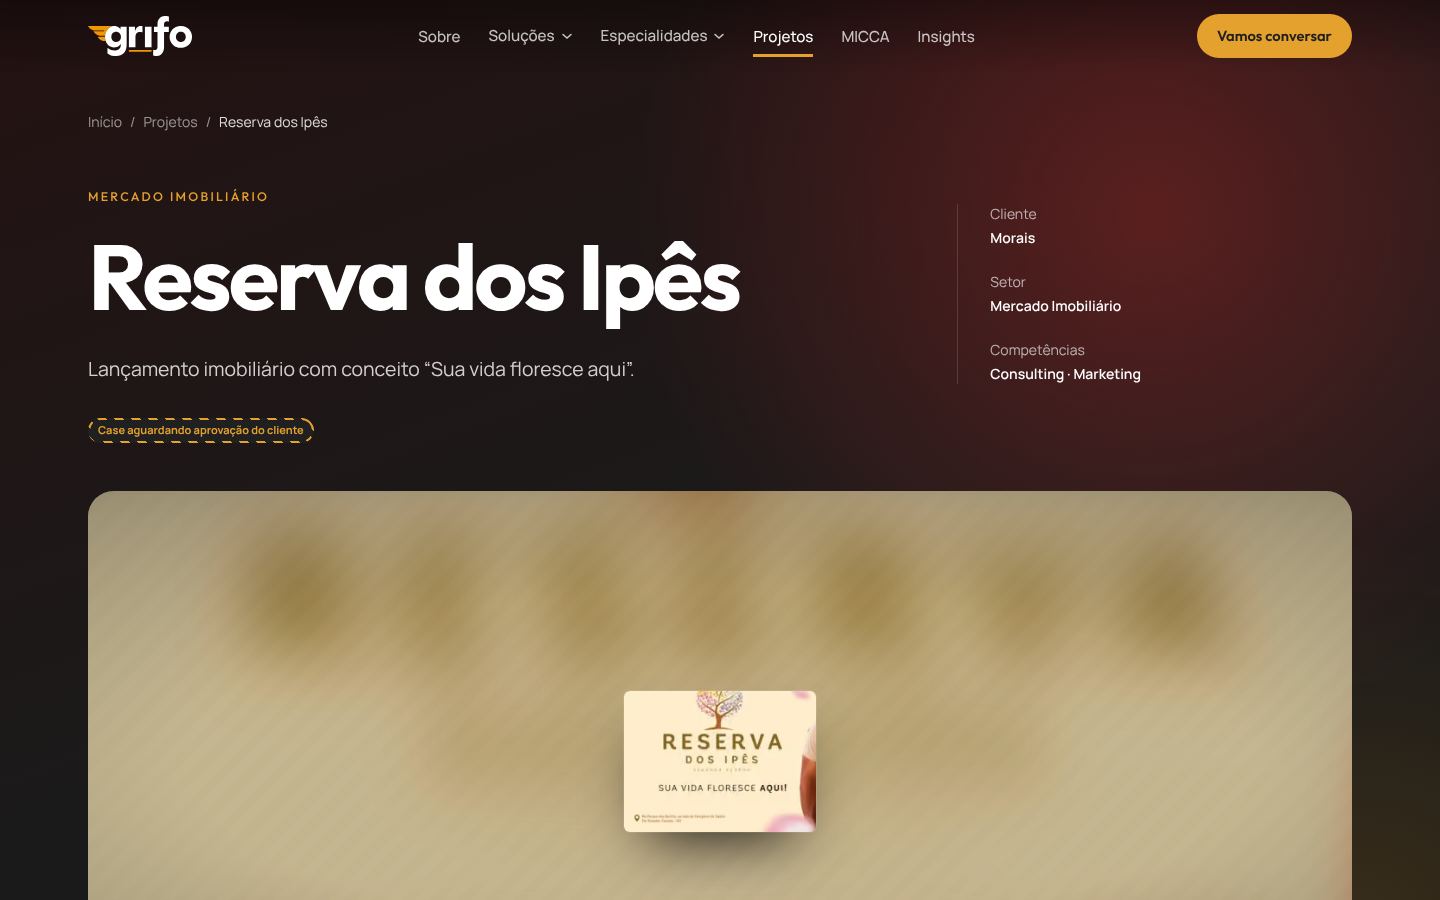 grifo
Sobre
Soluções
Especialidades
Projetos
MICCA
Insights
Vamos conversar
Início / Projetos / Reserva dos Ipês
MERCADO IMOBILIÁRIO
Reserva dos Ipês
Lançamento imobiliário com conceito “Sua vida floresce aqui”.
Case aguardando aprovação do cliente
Cliente
Morais
Setor
Mercado Imobiliário
Competências
Consulting · Marketing
RESERVA
DOS IPÊS
SUA VIDA FLORESCE AQUI!